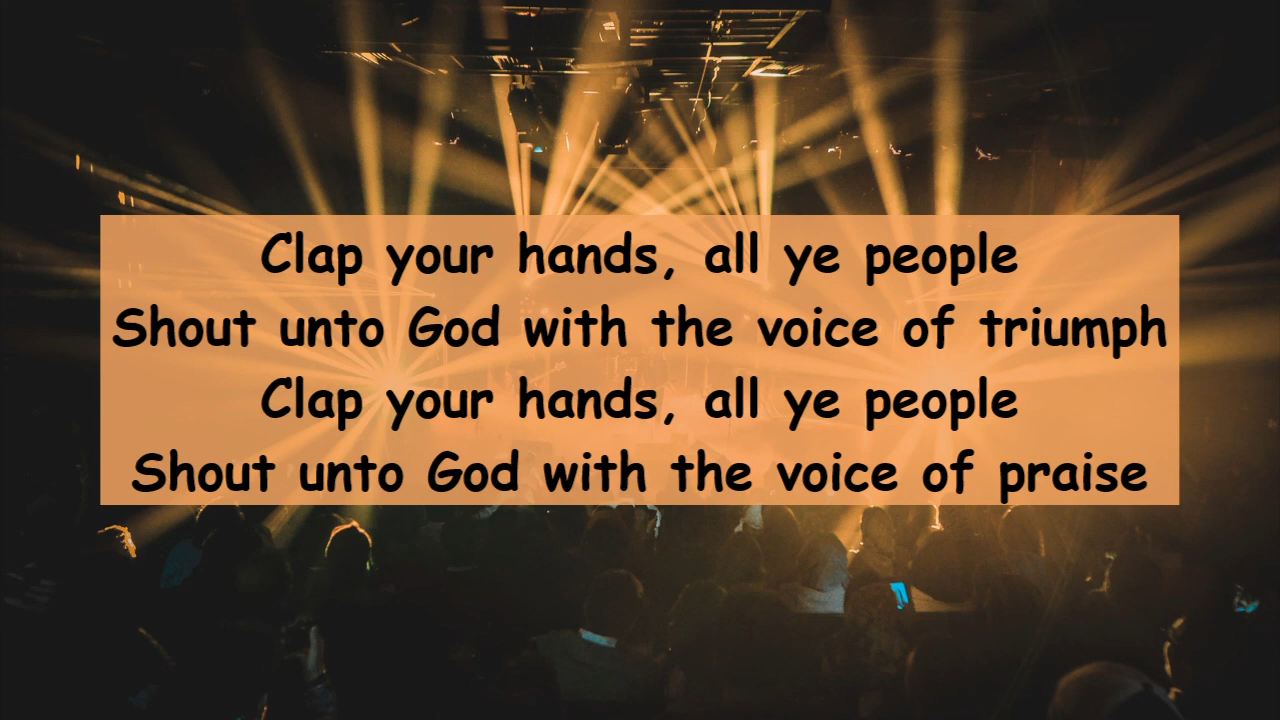 Clap your hands, all ye people
Shout unto God with the voice of triumph
Clap your hands, all ye people
Shout unto God with the voice of praise